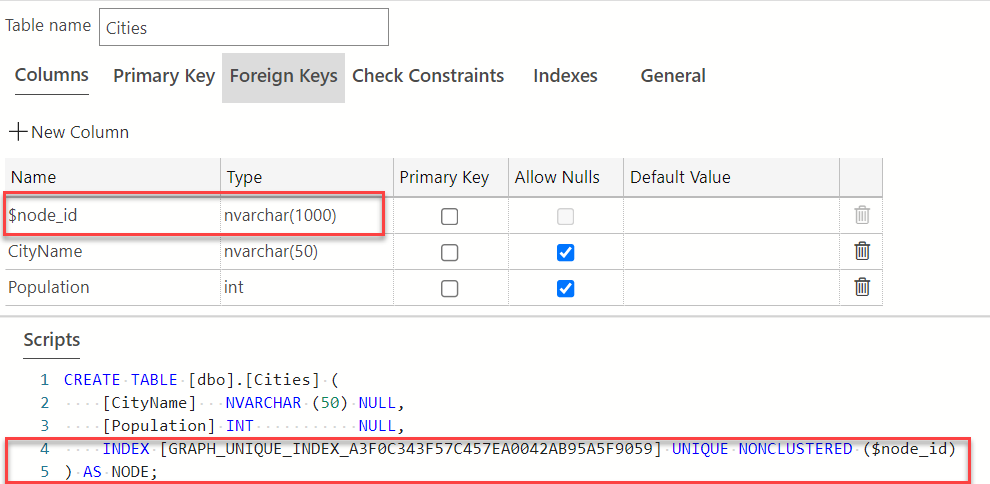 Table name Cities
Columns Primary Key Foreign Keys Check Constraints Indexes General
New Column
Name Type Primary Key Allow Nulls Default Value
$node_id nvarchar(1000)
CityName nvarchar(50)
Population int
Scripts
1 CREATE TABLE [dbo].[Cities] (
2 [CityName] NVARCHAR (50) NULL,
3 [Population] INT NULL,
4 INDEX [GRAPH_UNIQUE_INDEX_A3F0C343F57C457EA0042AB95A5F9059] UNIQUE NONCLUSTERED ($node_id)
5 ) AS NODE;